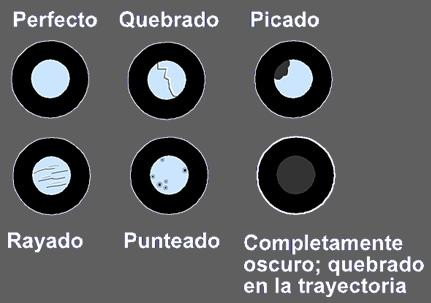 Perfecto Quebrado Picado
Rayado Punteado Completamente
oscuro; quebrado
en la trayectoria